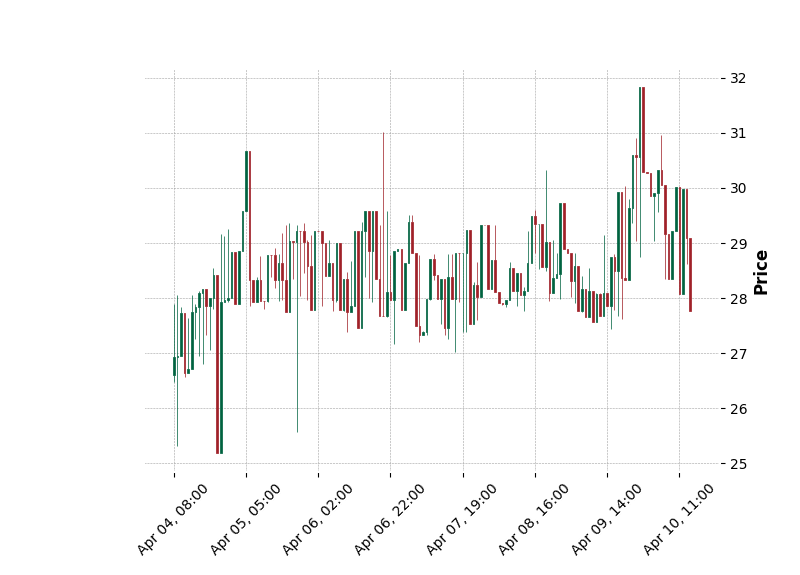 32
31
30
29
28
27
26
25
Price
Apr 04, 08:00
Apr 05, 05:00
Apr 06, 02:00
Apr 06, 22:00
Apr 07, 19:00
Apr 08, 16:00
Apr 09, 14:00
Apr 10, 11:00